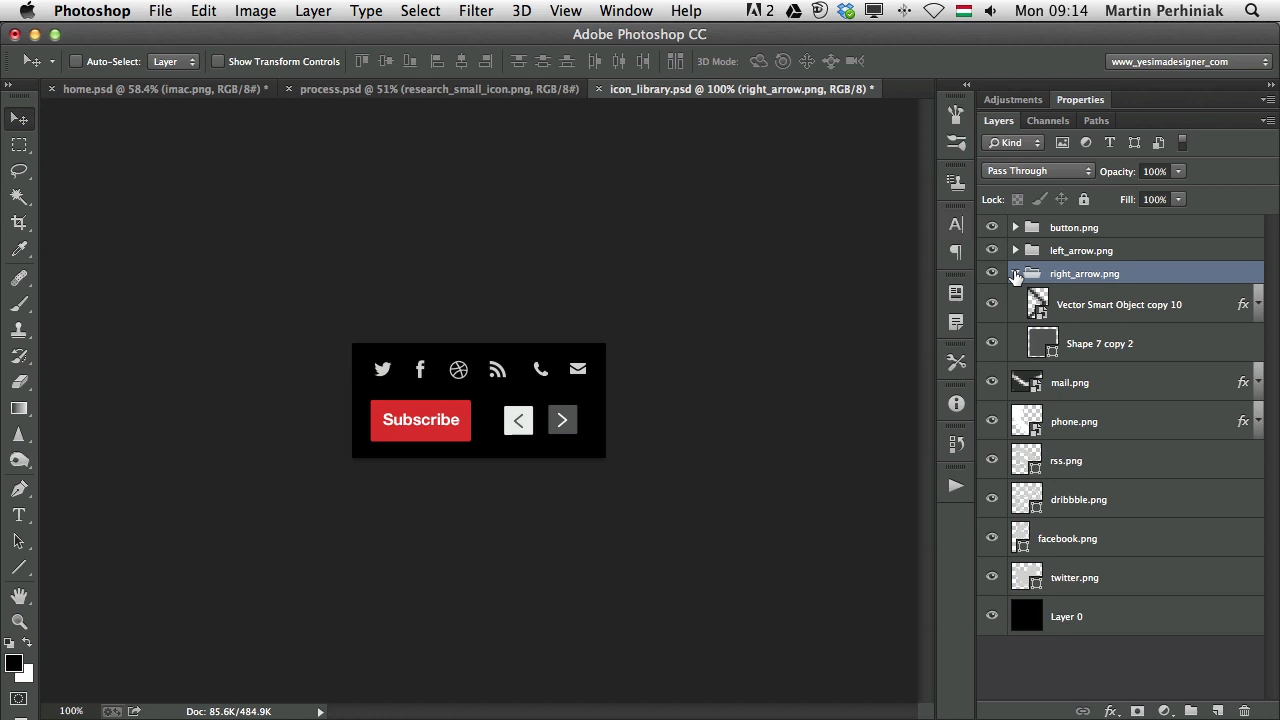 Photoshop File Edit Image Layer Type Select Filter 3D View Window Help 2 Mon 09:14 Martin Perhiniak
Adobe Photoshop CC
Auto-Select: Layer Show Transform Controls 3D Mode: www_yesimadesigner_com
home.psd @ 58.4% (imac.png, RGB/8#) * process.psd @ 51% (research_small_icon.png, RGB/8#) icon_library.psd @ 100% (right_arrow.png, RGB/8) *
Adjustments Properties
Layers Channels Paths
Kind
Pass Through Opacity: 100%
Lock: Fill: 100%
button.png
left_arrow.png
right_arrow.png
Vector Smart Object copy 10 fx
Shape 7 copy 2
mail.png fx
phone.png fx
rss.png
dribbble.png
facebook.png
twitter.png
Layer 0
Subscribe
100% Doc: 85.6K/484.9K